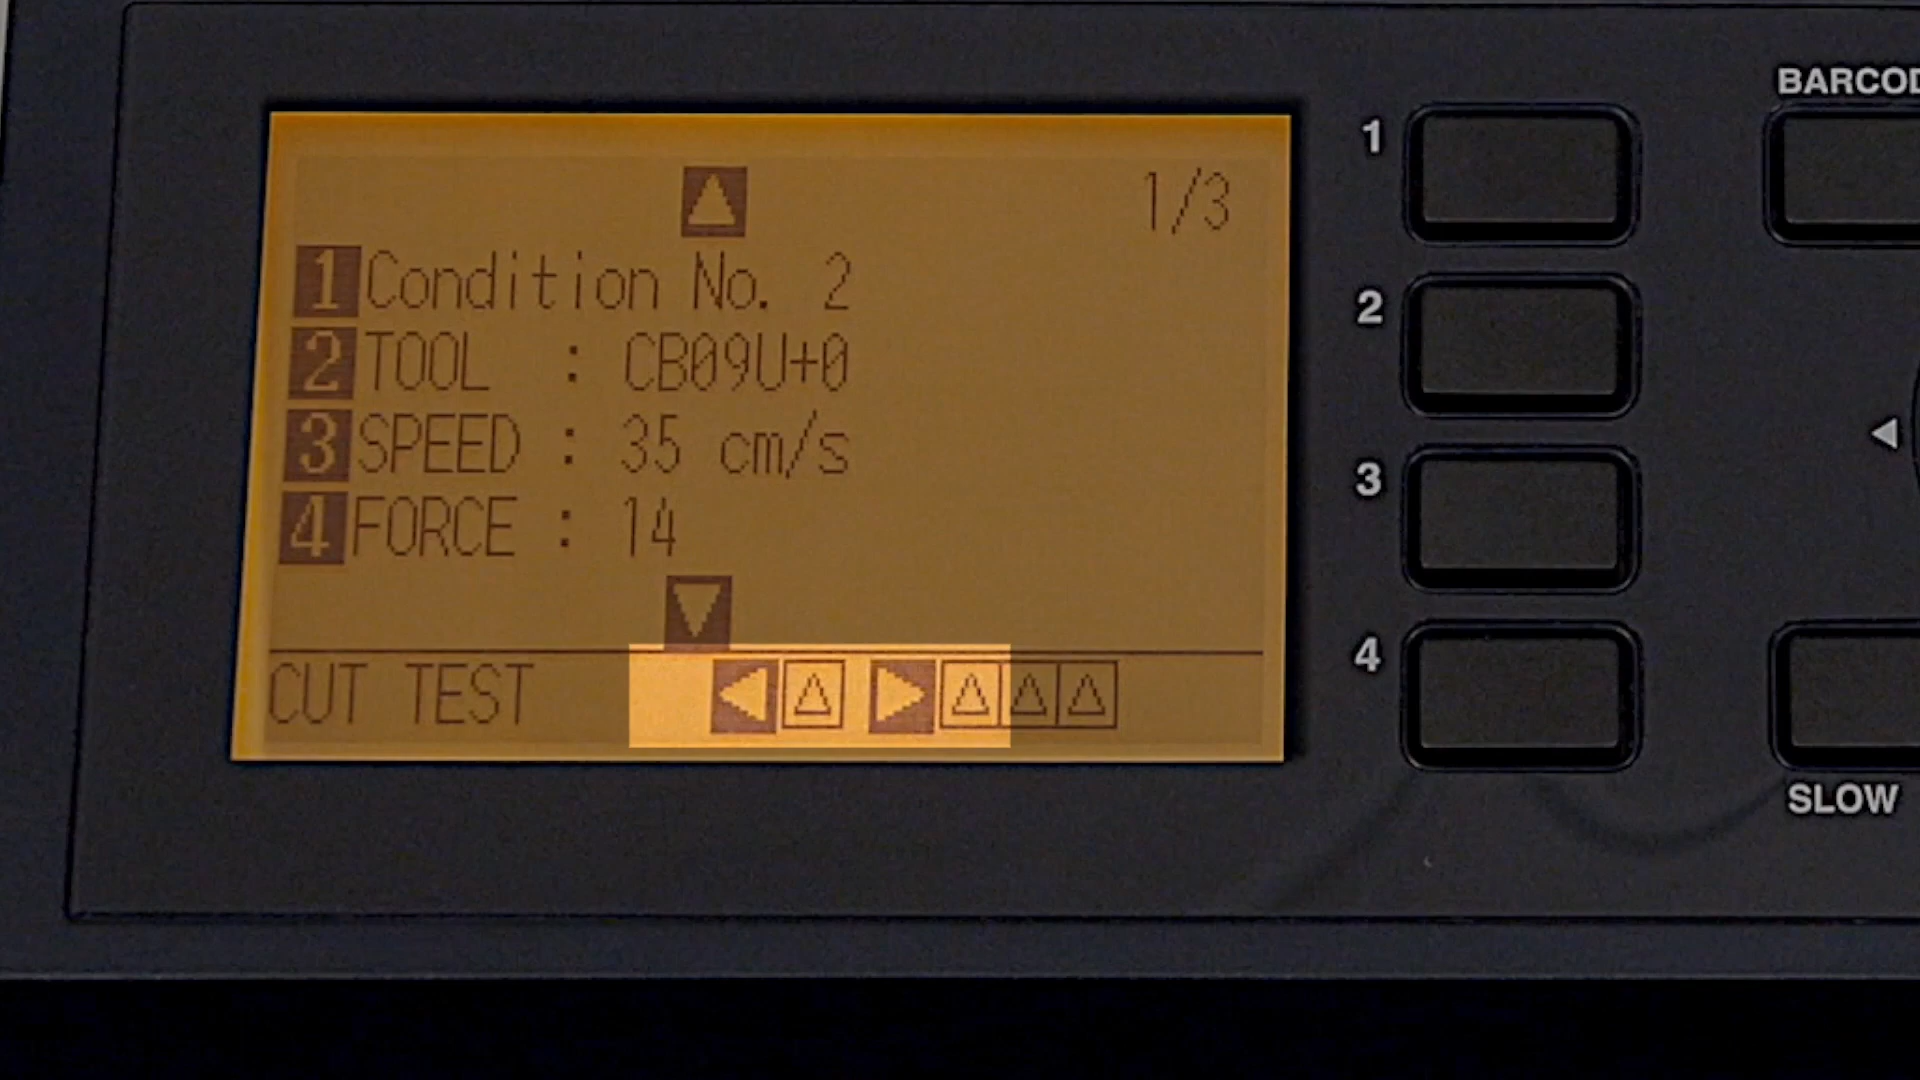 1/3
1 Condition No. 2
2 TOOL : CB09U+0
3 SPEED : 35 cm/s
4 FORCE : 14
CUT TEST
1
2
3
4
SLOW